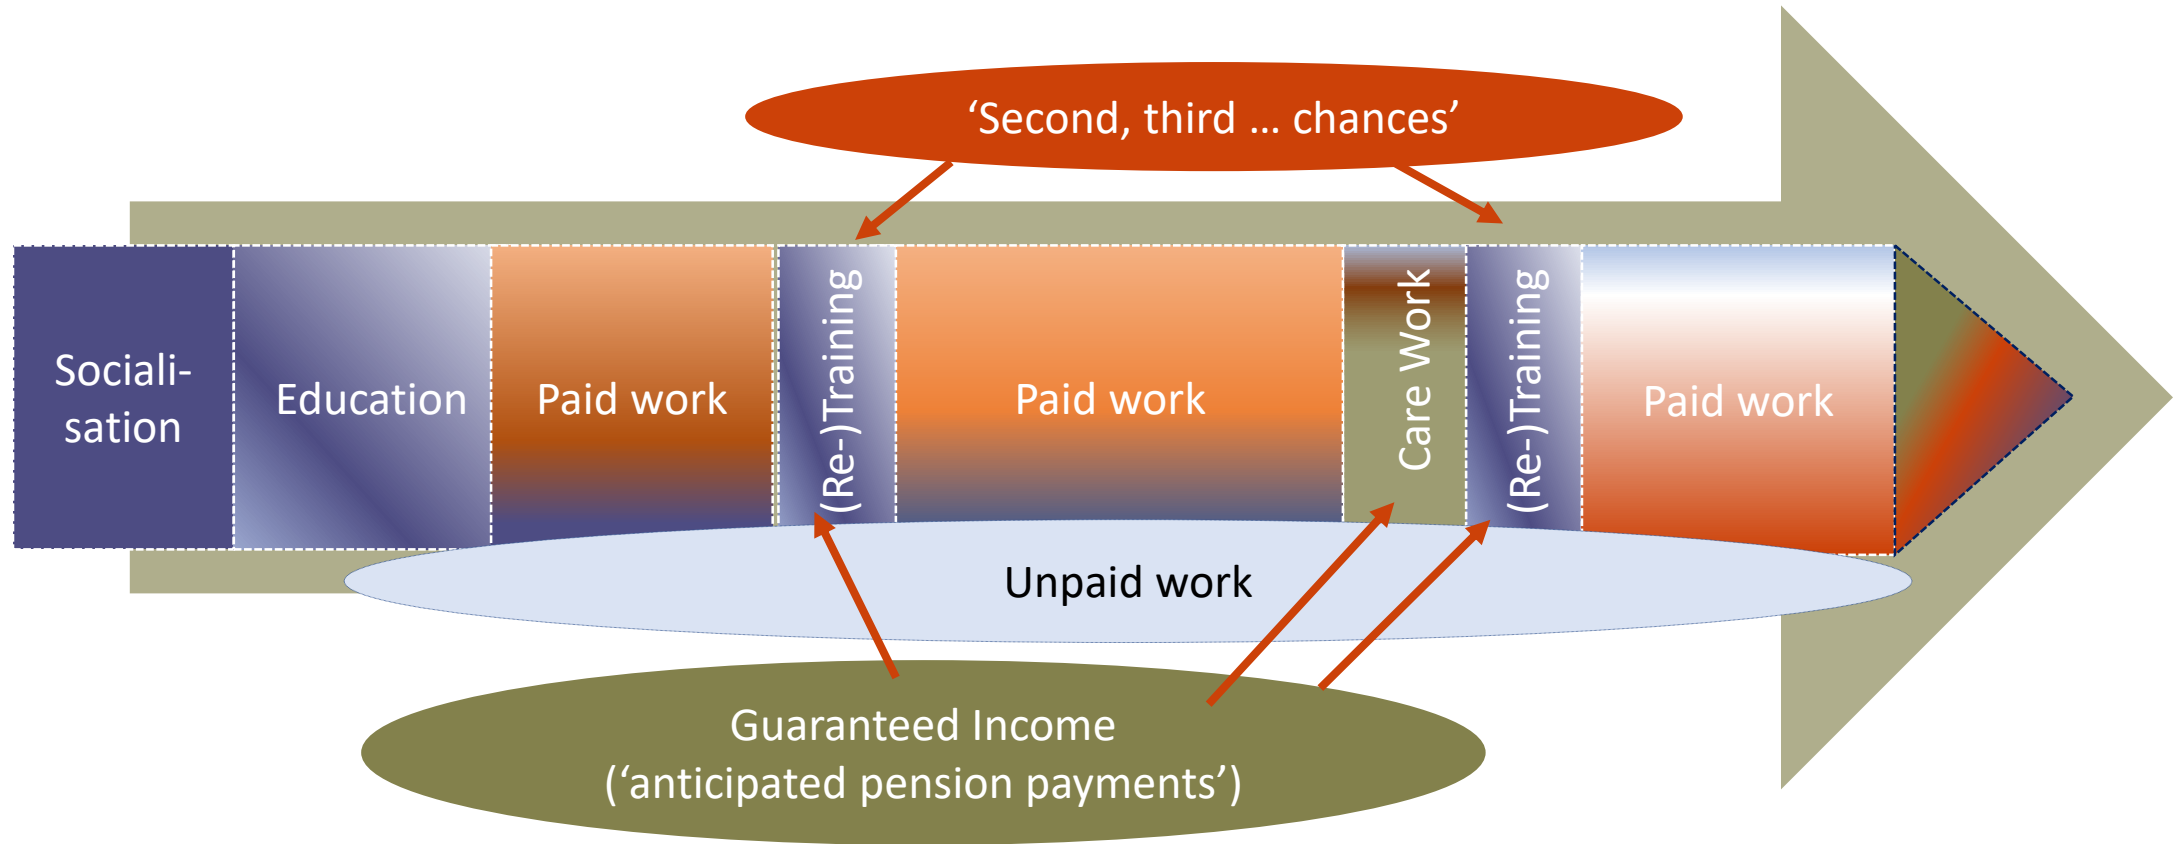 ‘Second, third … chances’
Sociali-
sation
Education
Paid work
(Re-)Training
Paid work
Care Work
(Re-)Training
Paid work
Unpaid work
Guaranteed Income
(‘anticipated pension payments’)